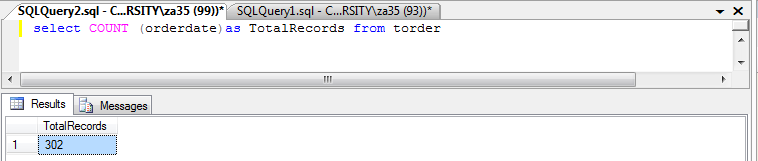 SQLQuery2.sql - C...RSITY\za35 (99))* SQLQuery1.sql - C...RSITY\za35 (93))*
select COUNT (orderdate)as TotalRecords from torder
Results Messages
TotalRecords
1 302